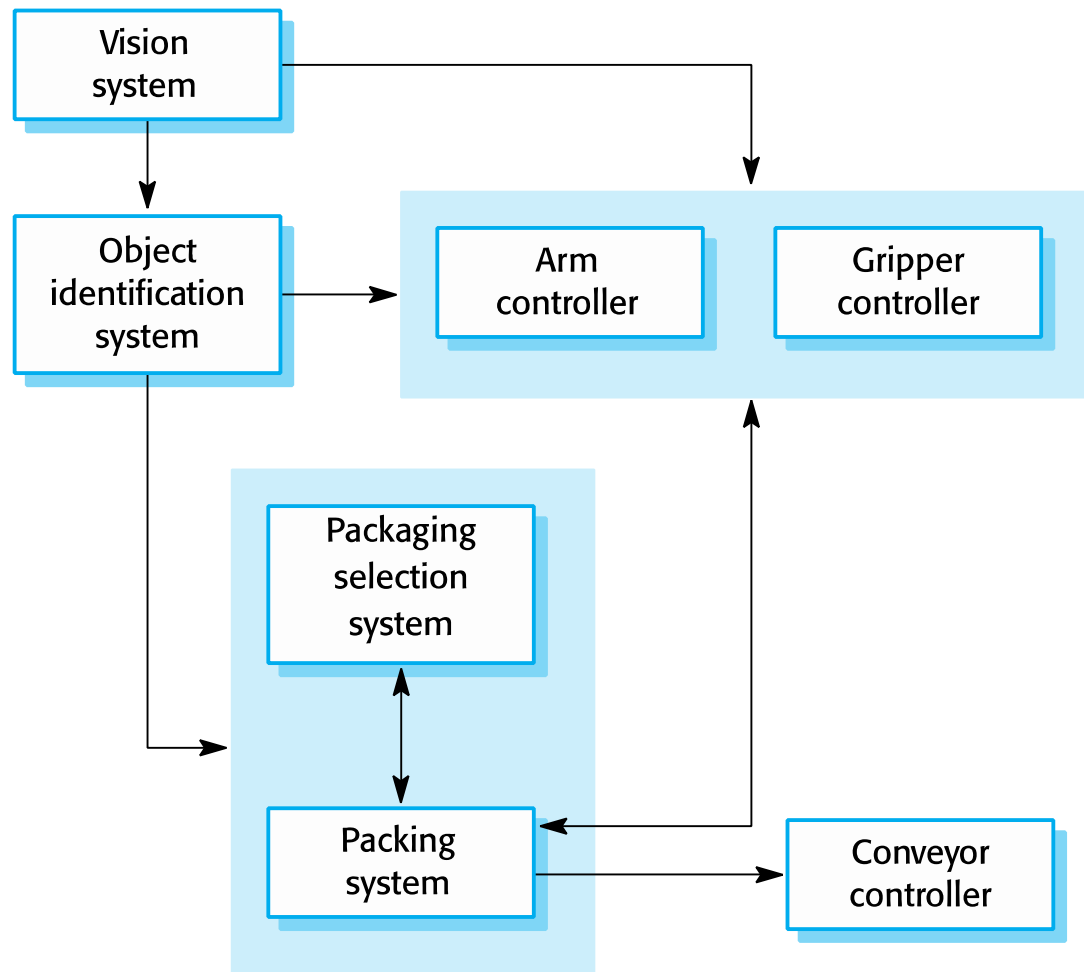 Vision
system
Object
identification
system
Arm
controller
Gripper
controller
Packaging
selection
system
Packing
system
Conveyor
controller